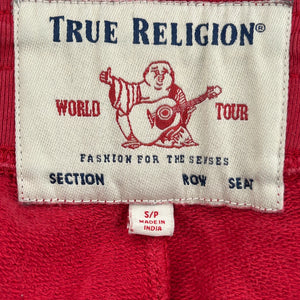 TRUE RELIGION®
WORLD TOUR
FASHION FOR THE SENSES
SECTION ROW SEAT
S/P
MADE IN
INDIA